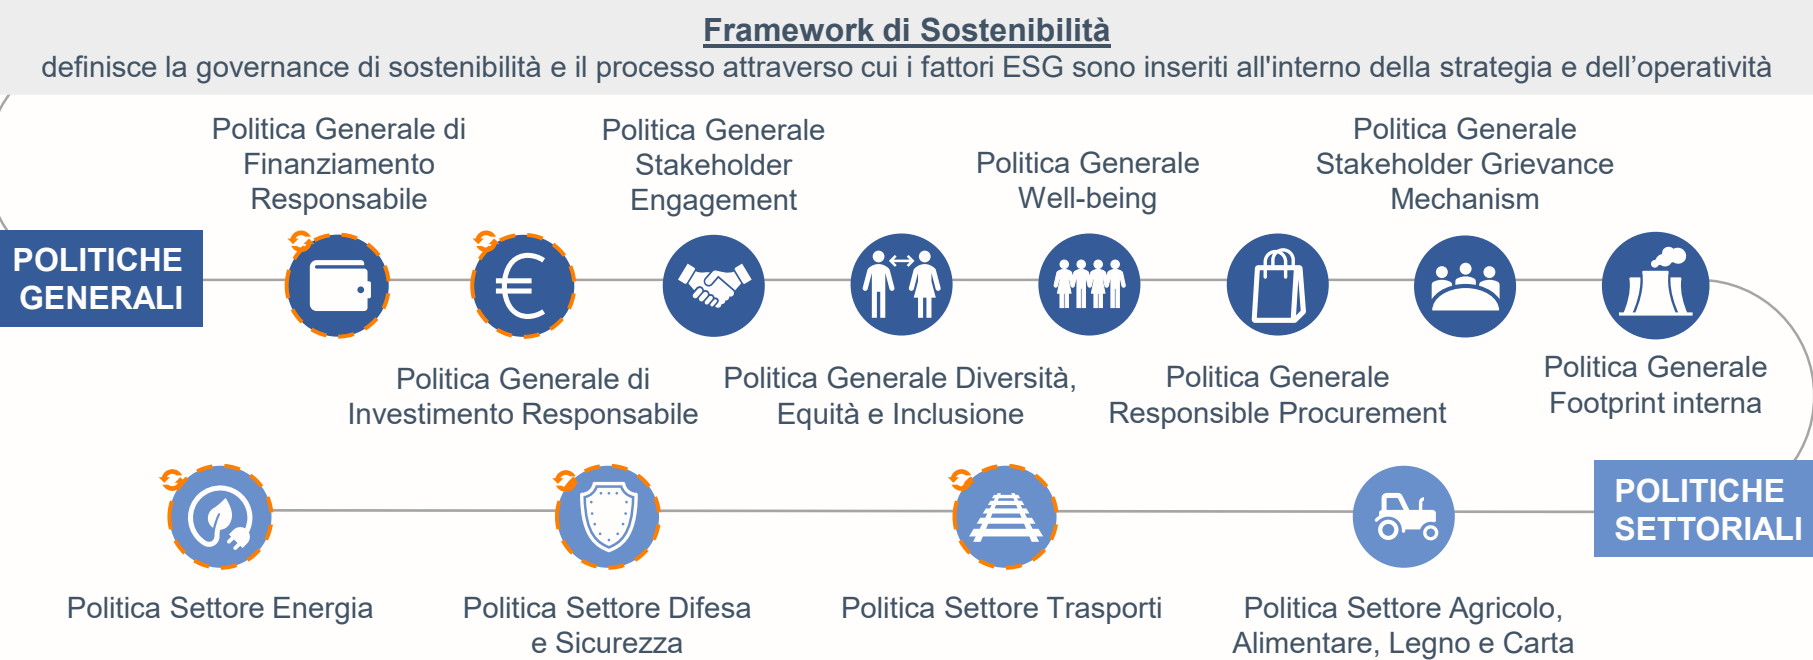 Framework di Sostenibilità
definisce la governance di sostenibilità e il processo attraverso cui i fattori ESG sono inseriti all'interno della strategia e dell’operatività
Politica Generale di
Finanziamento
Responsabile
Politica Generale
Stakeholder
Engagement
Politica Generale
Well-being
Politica Generale
Stakeholder Grievance
Mechanism
POLITICHE
GENERALI
Politica Generale di
Investimento Responsabile
Politica Generale Diversità,
Equità e Inclusione
Politica Generale
Responsible Procurement
Politica Generale
Footprint interna
POLITICHE
SETTORIALI
Politica Settore Energia
Politica Settore Difesa
e Sicurezza
Politica Settore Trasporti
Politica Settore Agricolo,
Alimentare, Legno e Carta